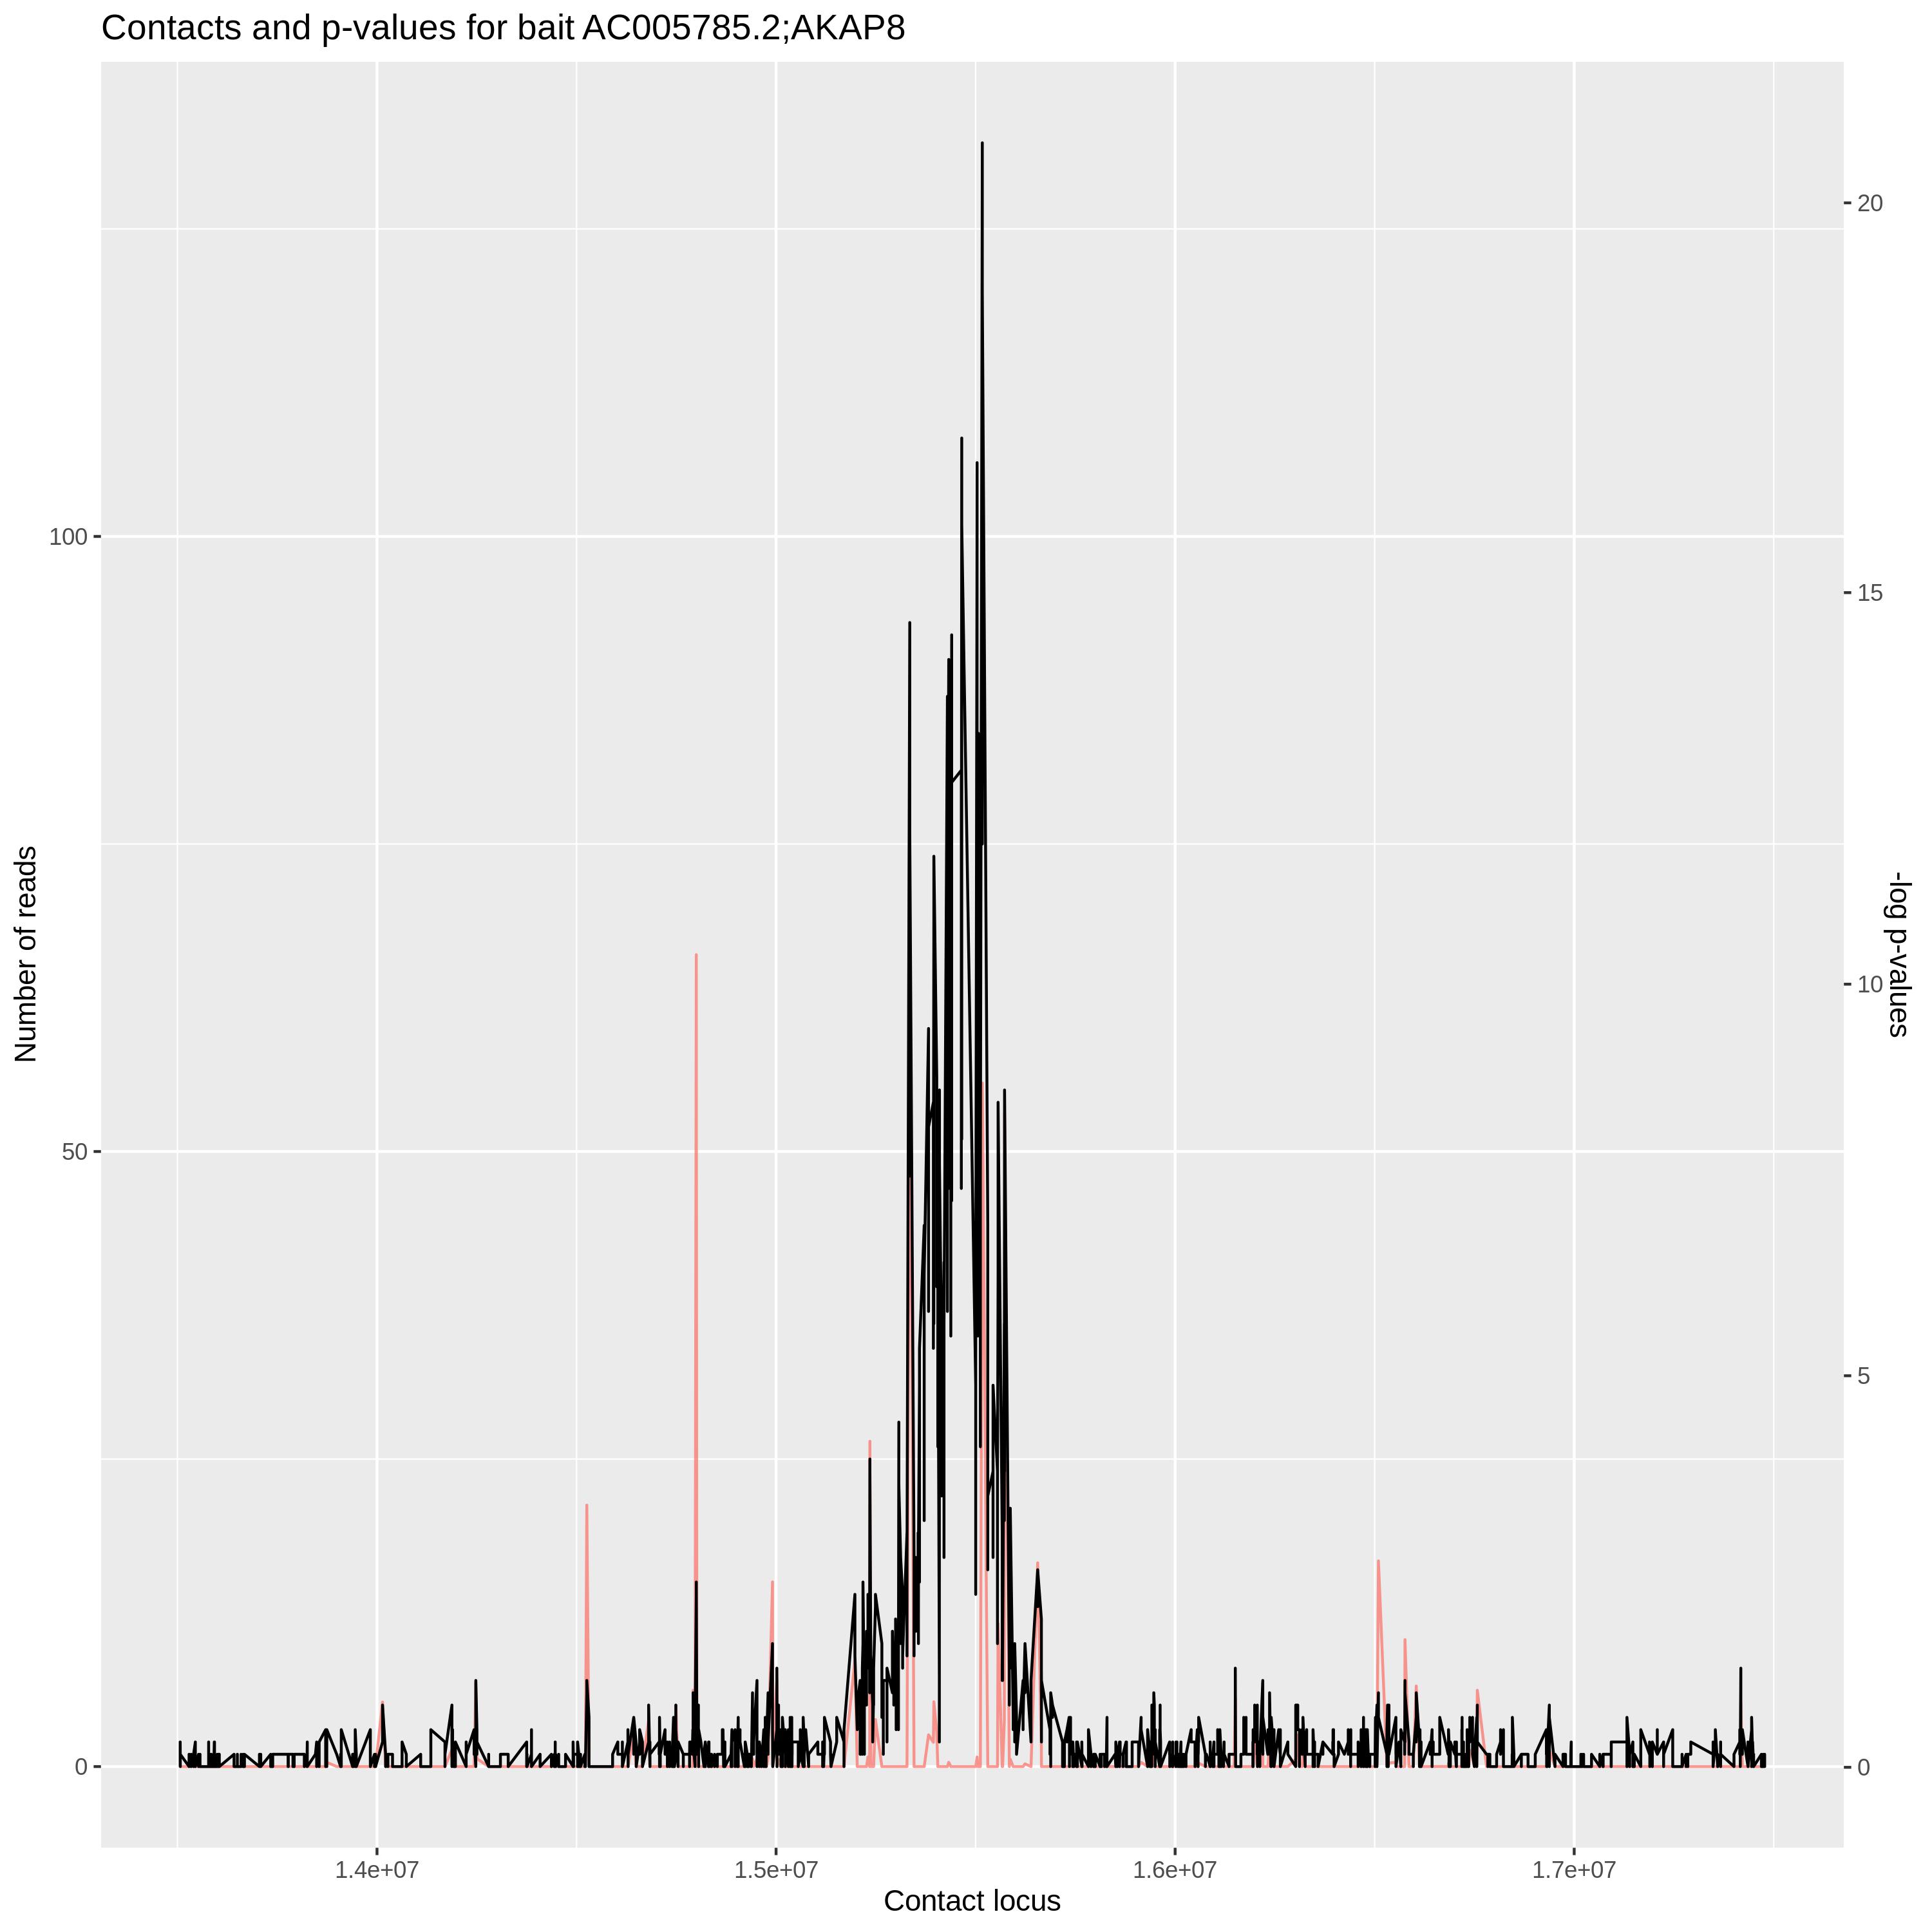 Contacts and p-values for bait AC005785.2;AKAP8
Number of reads
100
50
0
20
15
10
5
0
-log p-values
1.4e+07
1.5e+07
1.6e+07
1.7e+07
Contact locus